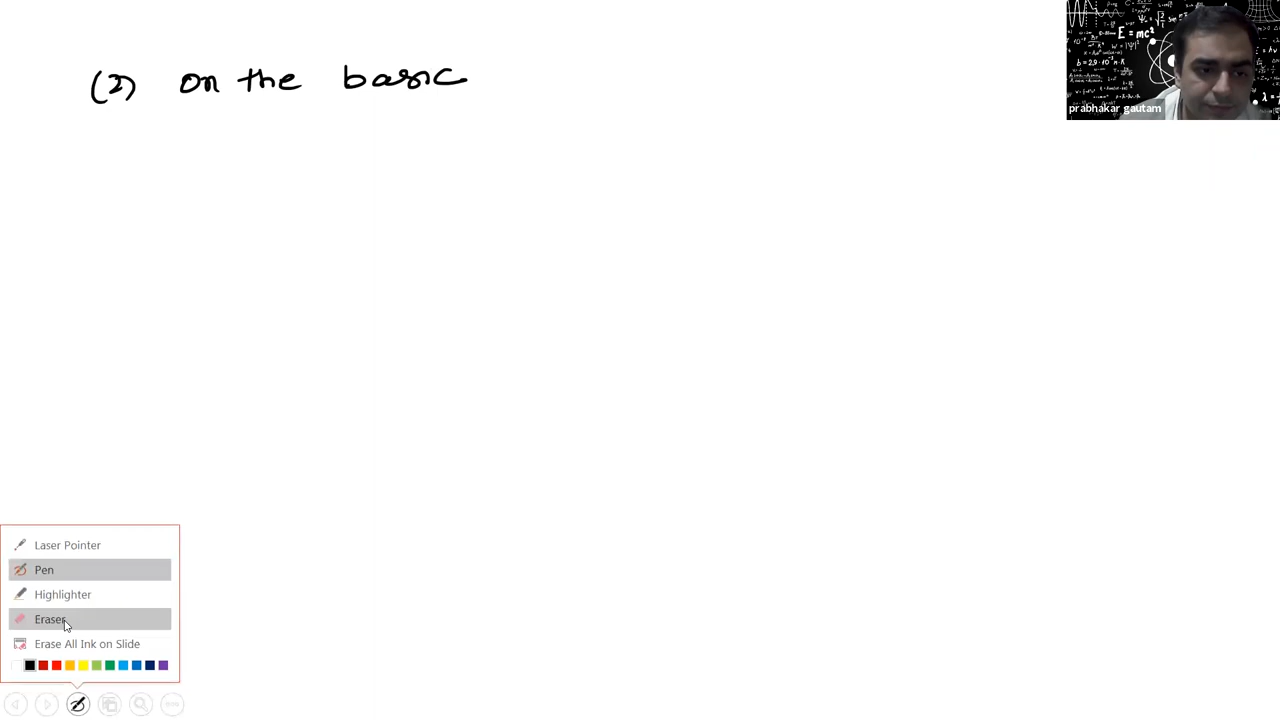 (2) on the basic
E = mc²
prabhakar gautam
Laser Pointer
Pen
Highlighter
Eraser
Erase All Ink on Slide